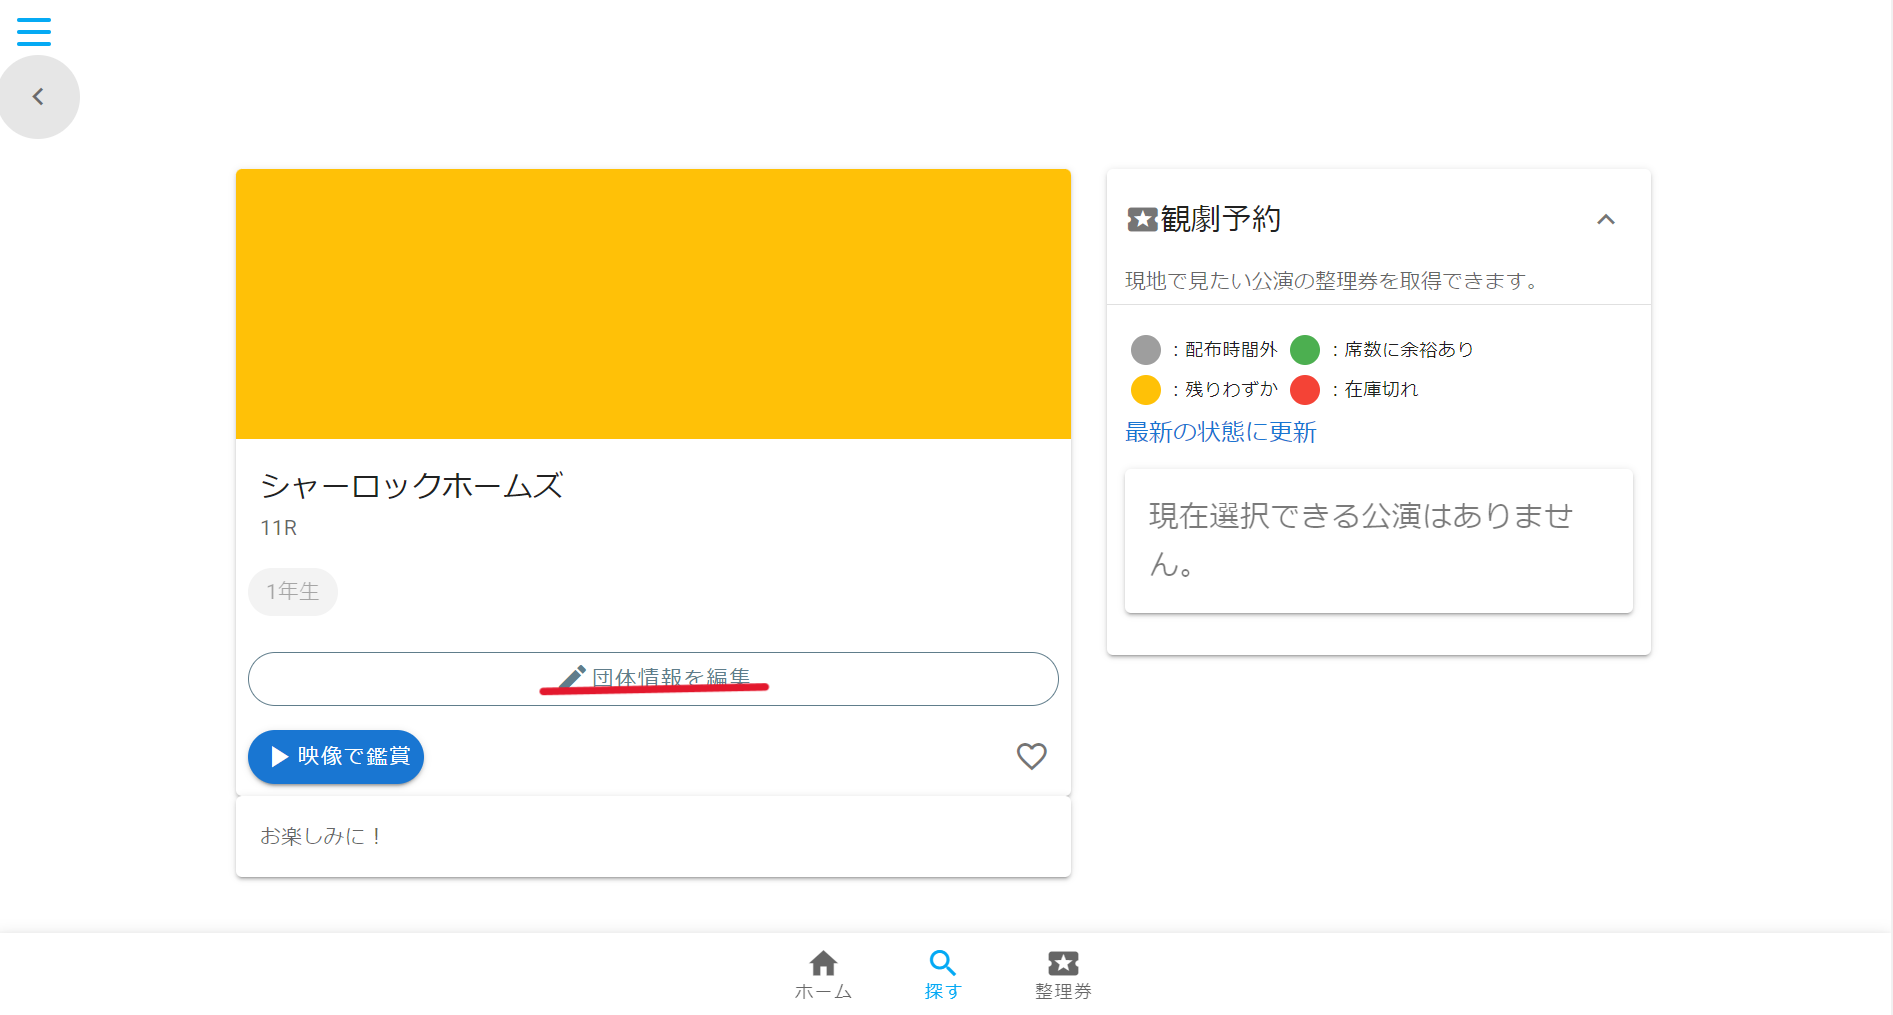 シャーロックホームズ
11R
1年生
団体情報を編集
映像で鑑賞
お楽しみに！
観劇予約
現地で見たい公演の整理券を取得できます。
：配布時間外 ：席数に余裕あり
：残りわずか ：在庫切れ
最新の状態に更新
現在選択できる公演はありませ
ん。
ホーム 探す 整理券